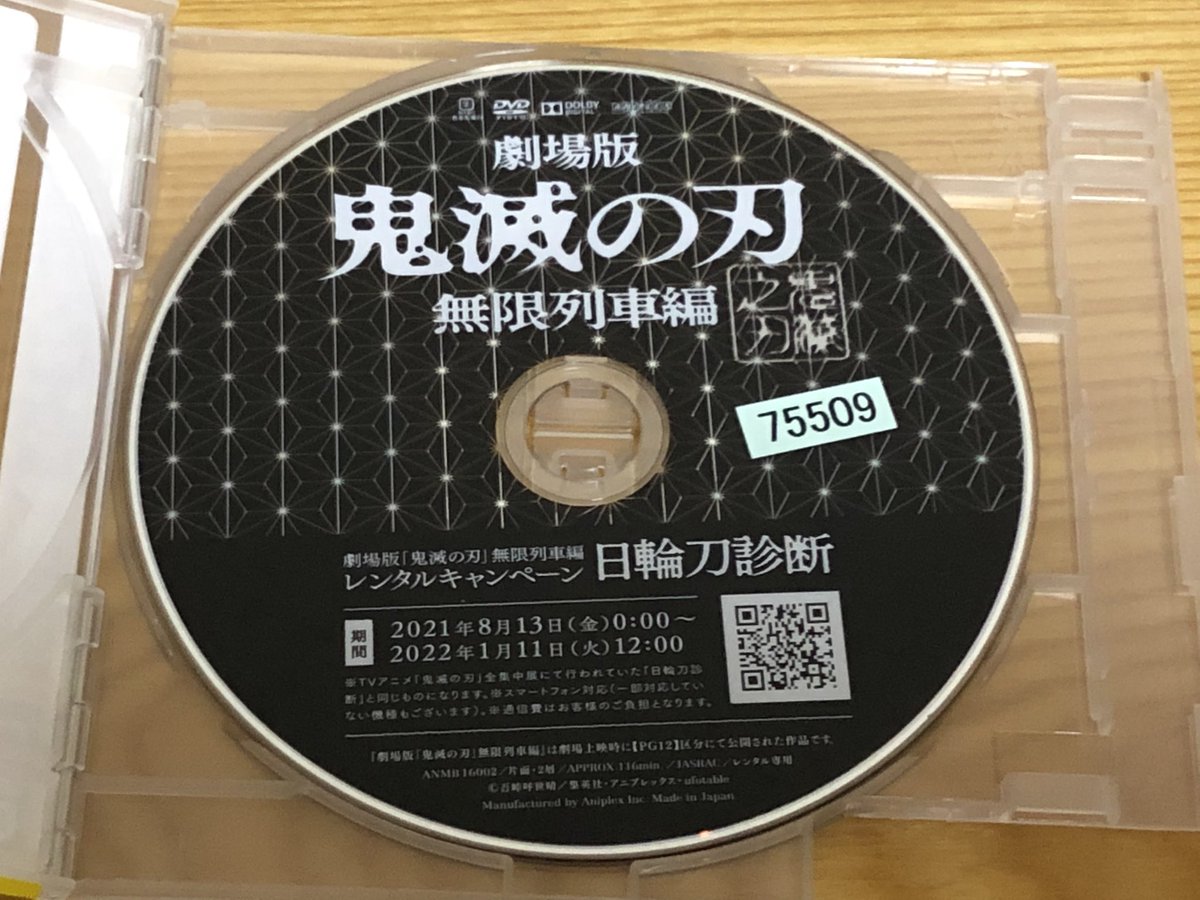 DVD
DOLBY
DIGITAL
劇場版
鬼滅の刃
無限列車編
75509
劇場版「鬼滅の刃」無限列車編
レンタルキャンペーン 日輪刀診断
期間
2021年8月13日(金)0:00〜
2022年1月11日(火)12:00
※TVアニメ「鬼滅の刃」全集中展にて行われていた「日輪刀診
断」と同じものになります。※スマートフォン対応(一部対応してい
ない機種もございます)。※通信費はお客様のご負担となります。
『劇場版「鬼滅の刃」無限列車編』は劇場上映時に【PG12】区分にて公開された作品です。
ANMB 16002/片面・2層/APPROX 116min. /JASRAC/レンタル専用
©吾峠呼世晴/集英社・アニプレックス・ufotable
Manufactured by Aniplex Inc. Made in Japan